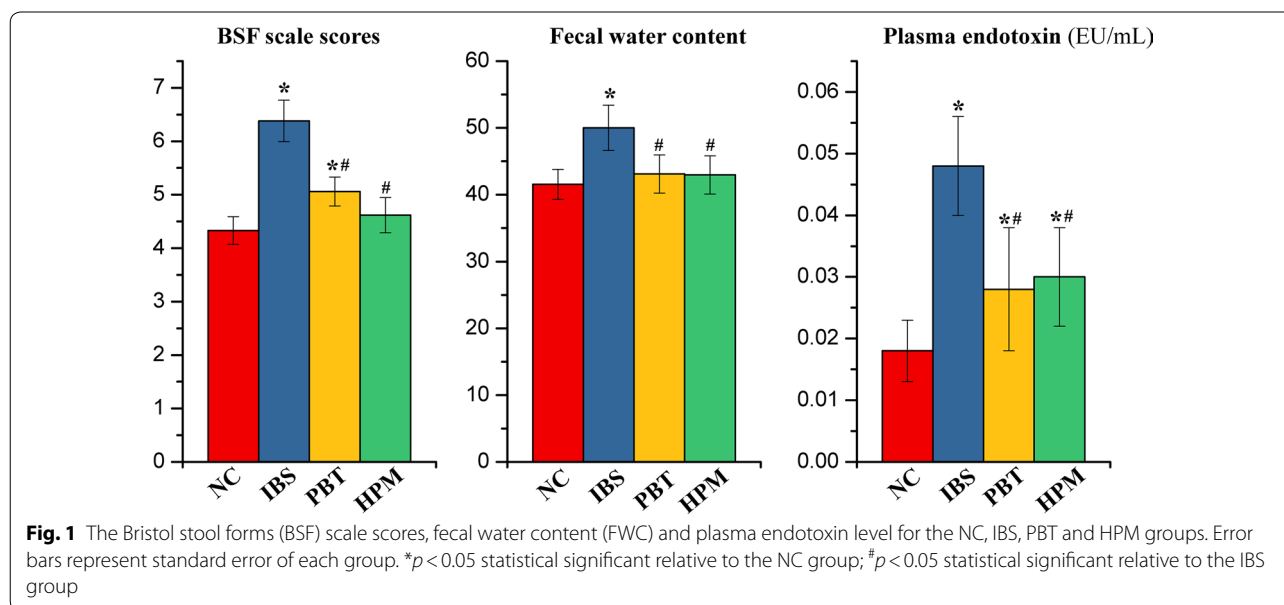 BSF scale scores
7
6
5
4
3
2
1
0
*
*#
#
NC
IBS
PBT
HPM
Fecal water content
60
50
40
30
20
10
0
*
#
#
NC
IBS
PBT
HPM
Plasma endotoxin (EU/mL)
0.06
0.05
0.04
0.03
0.02
0.01
0.00
*
*#
*#
NC
IBS
PBT
HPM
Fig. 1 The Bristol stool forms (BSF) scale scores, fecal water content (FWC) and plasma endotoxin level for the NC, IBS, PBT and HPM groups. Error
bars represent standard error of each group. *p < 0.05 statistical significant relative to the NC group; #p < 0.05 statistical significant relative to the IBS
group